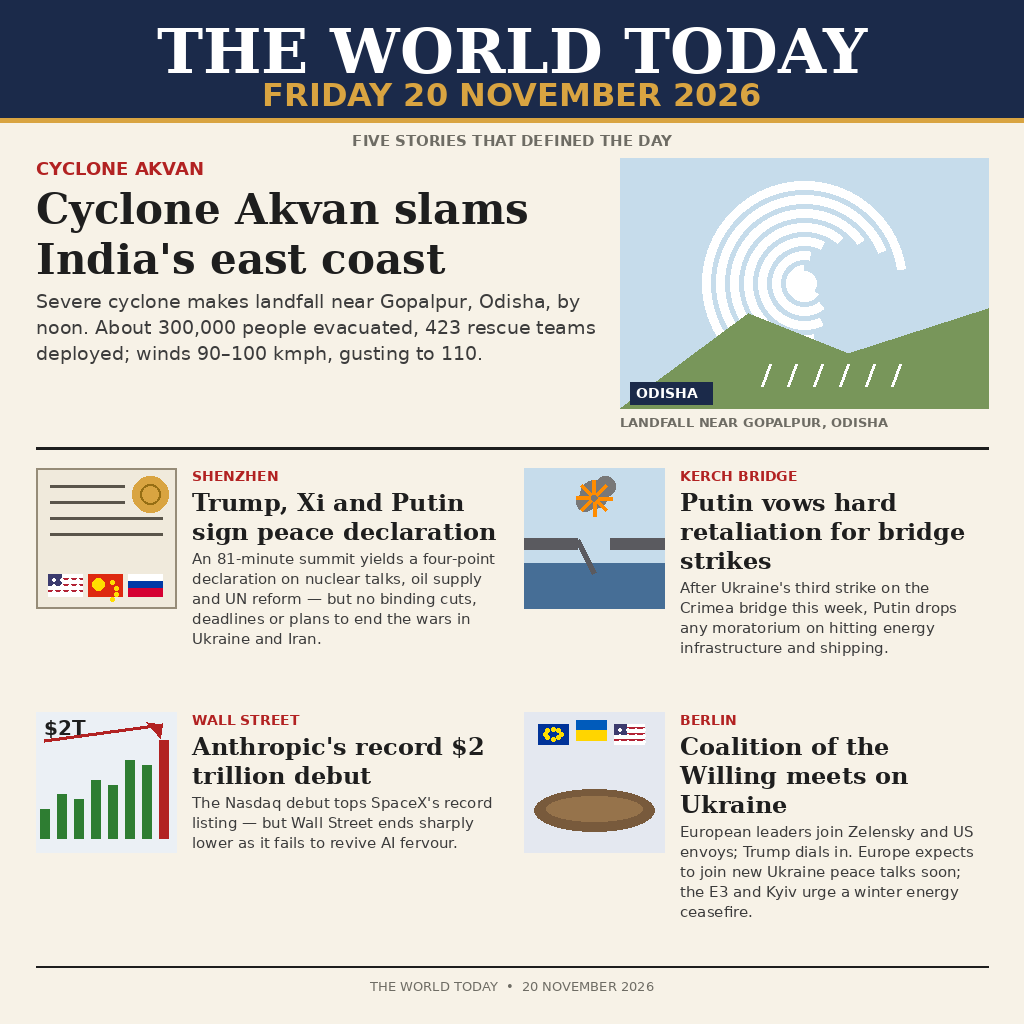 THE WORLD TODAY
FRIDAY 20 NOVEMBER 2026
FIVE STORIES THAT DEFINED THE DAY
CYCLONE AKVAN
Cyclone Akvan slams
India's east coast
Severe cyclone makes landfall near Gopalpur, Odisha, by
noon. About 300,000 people evacuated, 423 rescue teams
deployed; winds 90–100 kmph, gusting to 110.
ODISHA
LANDFALL NEAR GOPALPUR, ODISHA
SHENZHEN
Trump, Xi and Putin
sign peace declaration
An 81-minute summit yields a four-point
declaration on nuclear talks, oil supply
and UN reform — but no binding cuts,
deadlines or plans to end the wars in
Ukraine and Iran.
KERCH BRIDGE
Putin vows hard
retaliation for bridge
strikes
After Ukraine's third strike on the
Crimea bridge this week, Putin drops
any moratorium on hitting energy
infrastructure and shipping.
$2T
WALL STREET
Anthropic's record $2
trillion debut
The Nasdaq debut tops SpaceX's record
listing — but Wall Street ends sharply
lower as it fails to revive AI fervour.
BERLIN
Coalition of the
Willing meets on
Ukraine
European leaders join Zelensky and US
envoys; Trump dials in. Europe expects
to join new Ukraine peace talks soon;
the E3 and Kyiv urge a winter energy
ceasefire.
THE WORLD TODAY • 20 NOVEMBER 2026